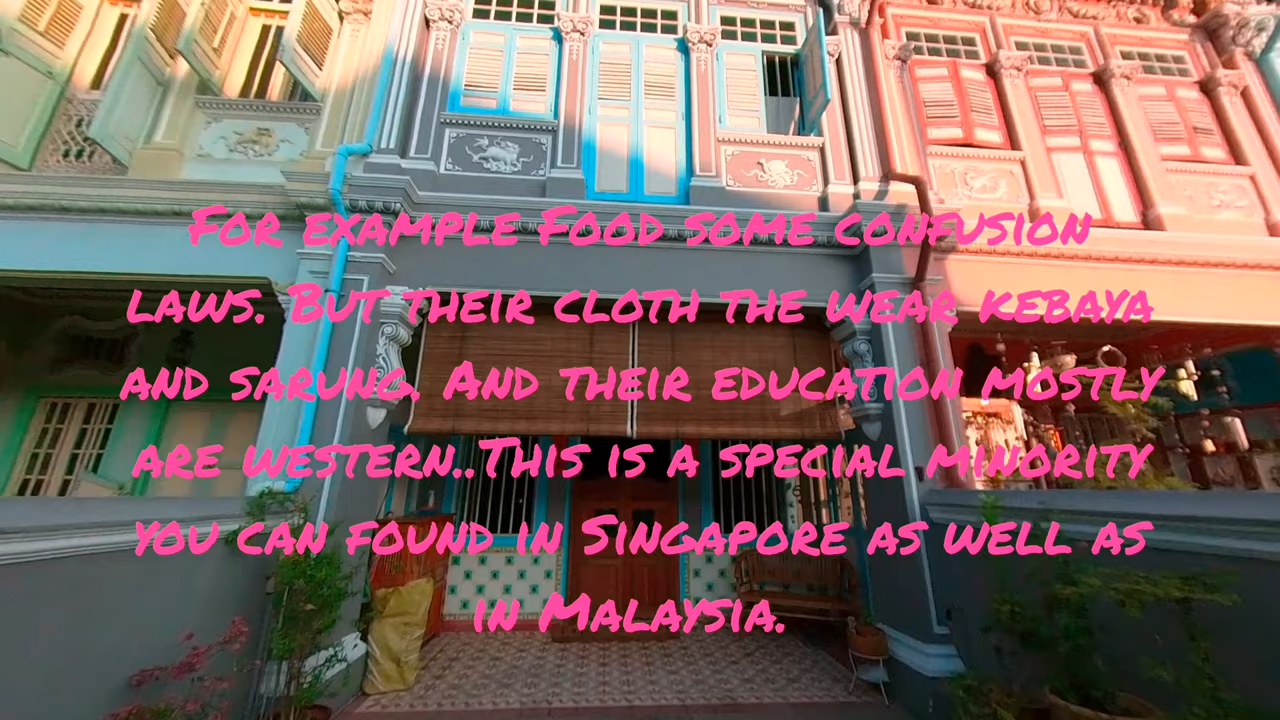 For example Food some confusion
laws. But their cloth the wear kebaya
and sarung. And their education mostly
are western..This is a special minority
you can found in Singapore as well as
in Malaysia.